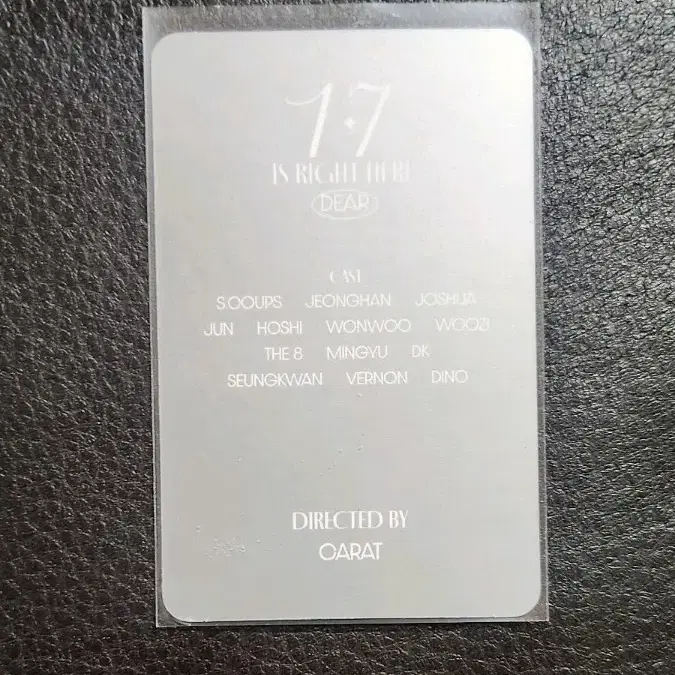 17
IS RIGHT HERE
DEAR
CAST
S.COUPS JEONGHAN JOSHUA
JUN HOSHI WONWOO WOOZI
THE 8 MINGYU DK
SEUNGKWAN VERNON DINO
DIRECTED BY
CARAT